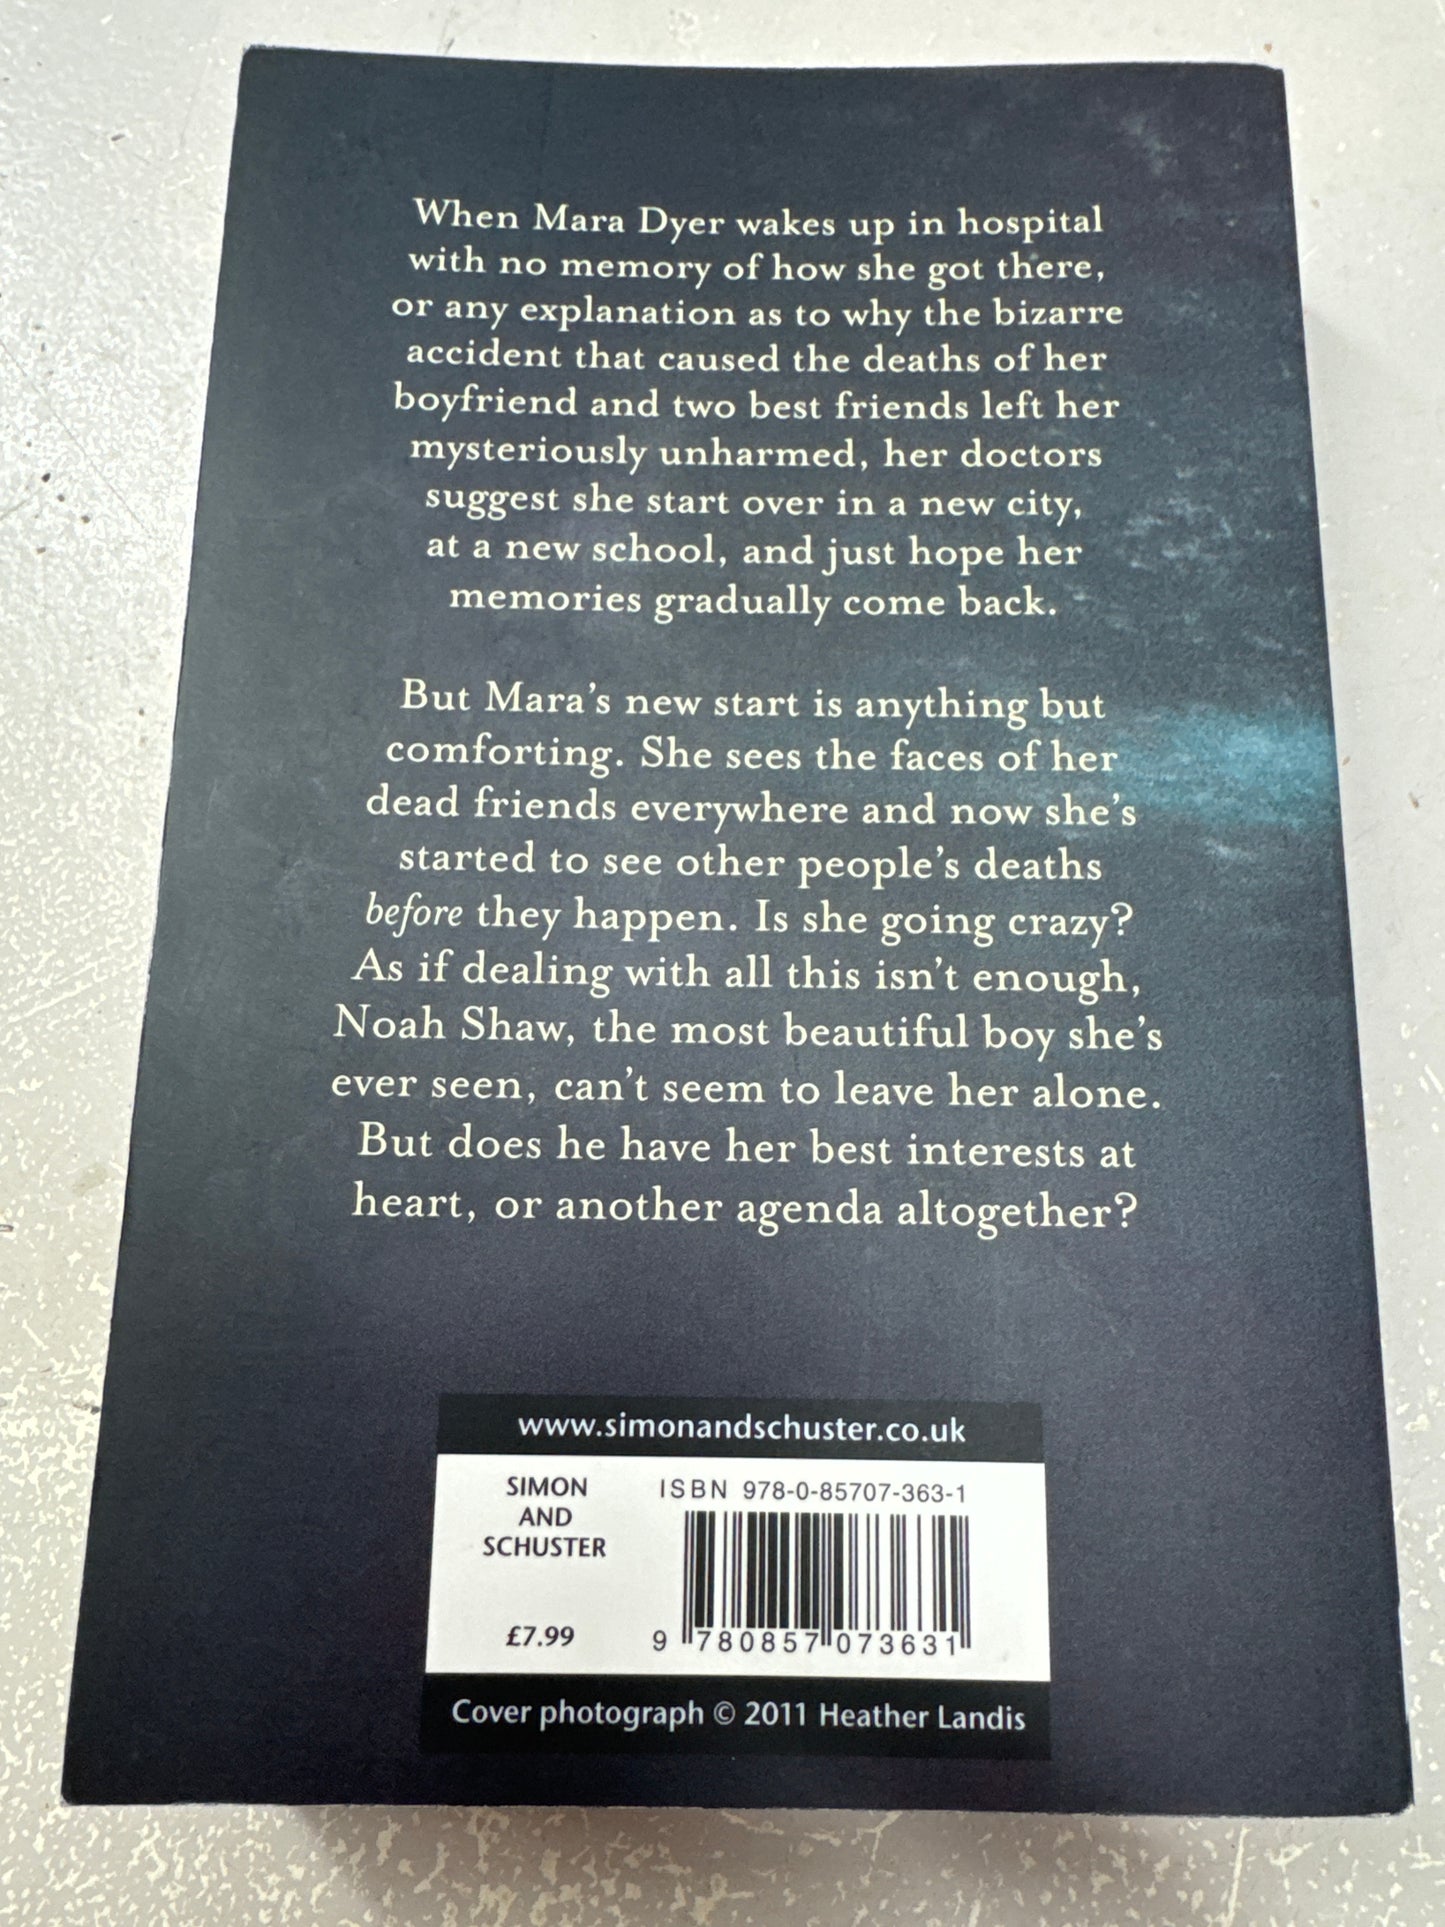 When Mara Dyer wakes up in hospital
with no memory of how she got there,
or any explanation as to why the bizarre
accident that caused the deaths of her
boyfriend and two best friends left her
mysteriously unharmed, her doctors
suggest she start over in a new city,
at a new school, and just hope her
memories gradually come back.
But Mara's new start is anything but
comforting. She sees the faces of her
dead friends everywhere and now she's
started to see other people's deaths
before they happen. Is she going crazy?
As if dealing with all this isn't enough,
Noah Shaw, the most beautiful boy she's
ever seen, can't seem to leave her alone.
But does he have her best interests at
heart, or another agenda altogether?
www.simonandschuster.co.uk
SIMON
AND
SCHUSTER
£7.99
ISBN 978-0-85707-363-1
9 780857 073631
Cover photograph © 2011 Heather Landis